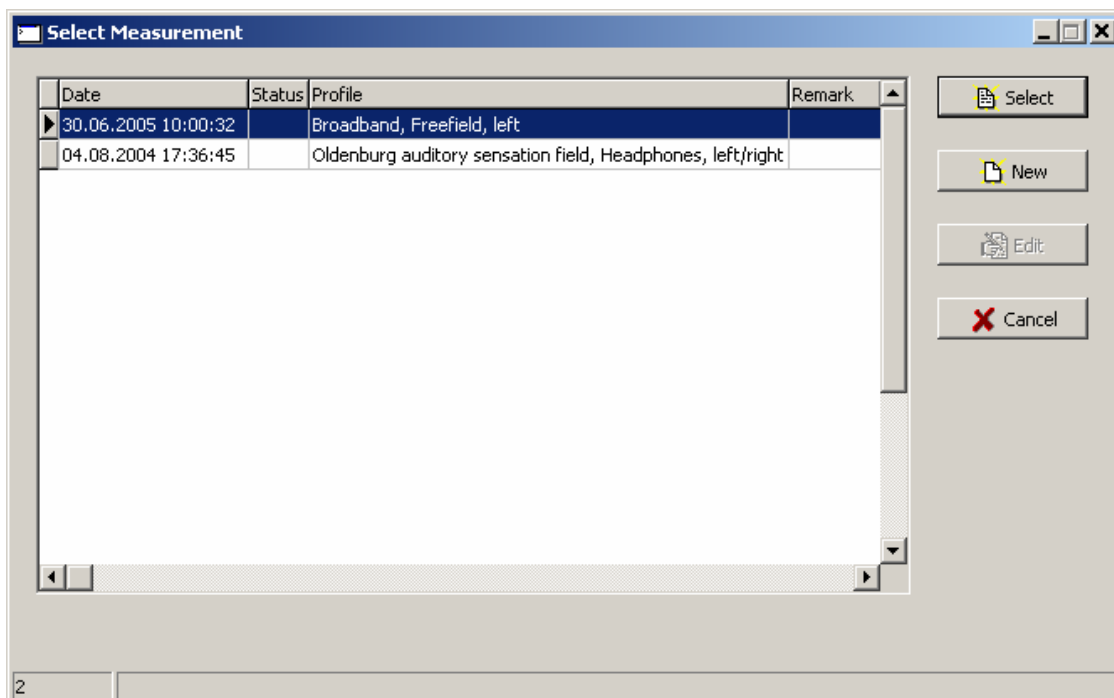 Select Measurement
Date Status Profile Remark
30.06.2005 10:00:32 Broadband, Freefield, left
04.08.2004 17:36:45 Oldenburg auditory sensation field, Headphones, left/right
Select
New
Edit
Cancel
2